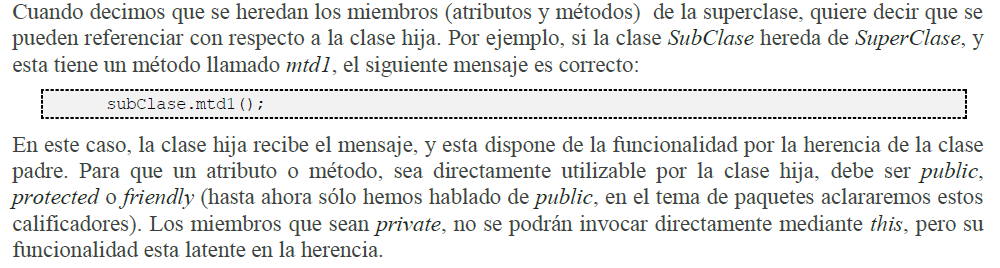 Cuando decimos que se heredan los miembros (atributos y métodos) de la superclase, quiere decir que se
pueden referenciar con respecto a la clase hija. Por ejemplo, si la clase SubClase hereda de SuperClase, y
esta tiene un método llamado mtd1, el siguiente mensaje es correcto:
subClase.mtd1();
En este caso, la clase hija recibe el mensaje, y esta dispone de la funcionalidad por la herencia de la clase
padre. Para que un atributo o método, sea directamente utilizable por la clase hija, debe ser public,
protected o friendly (hasta ahora sólo hemos hablado de public, en el tema de paquetes aclararemos estos
calificadores). Los miembros que sean private, no se podrán invocar directamente mediante this, pero su
funcionalidad esta latente en la herencia.